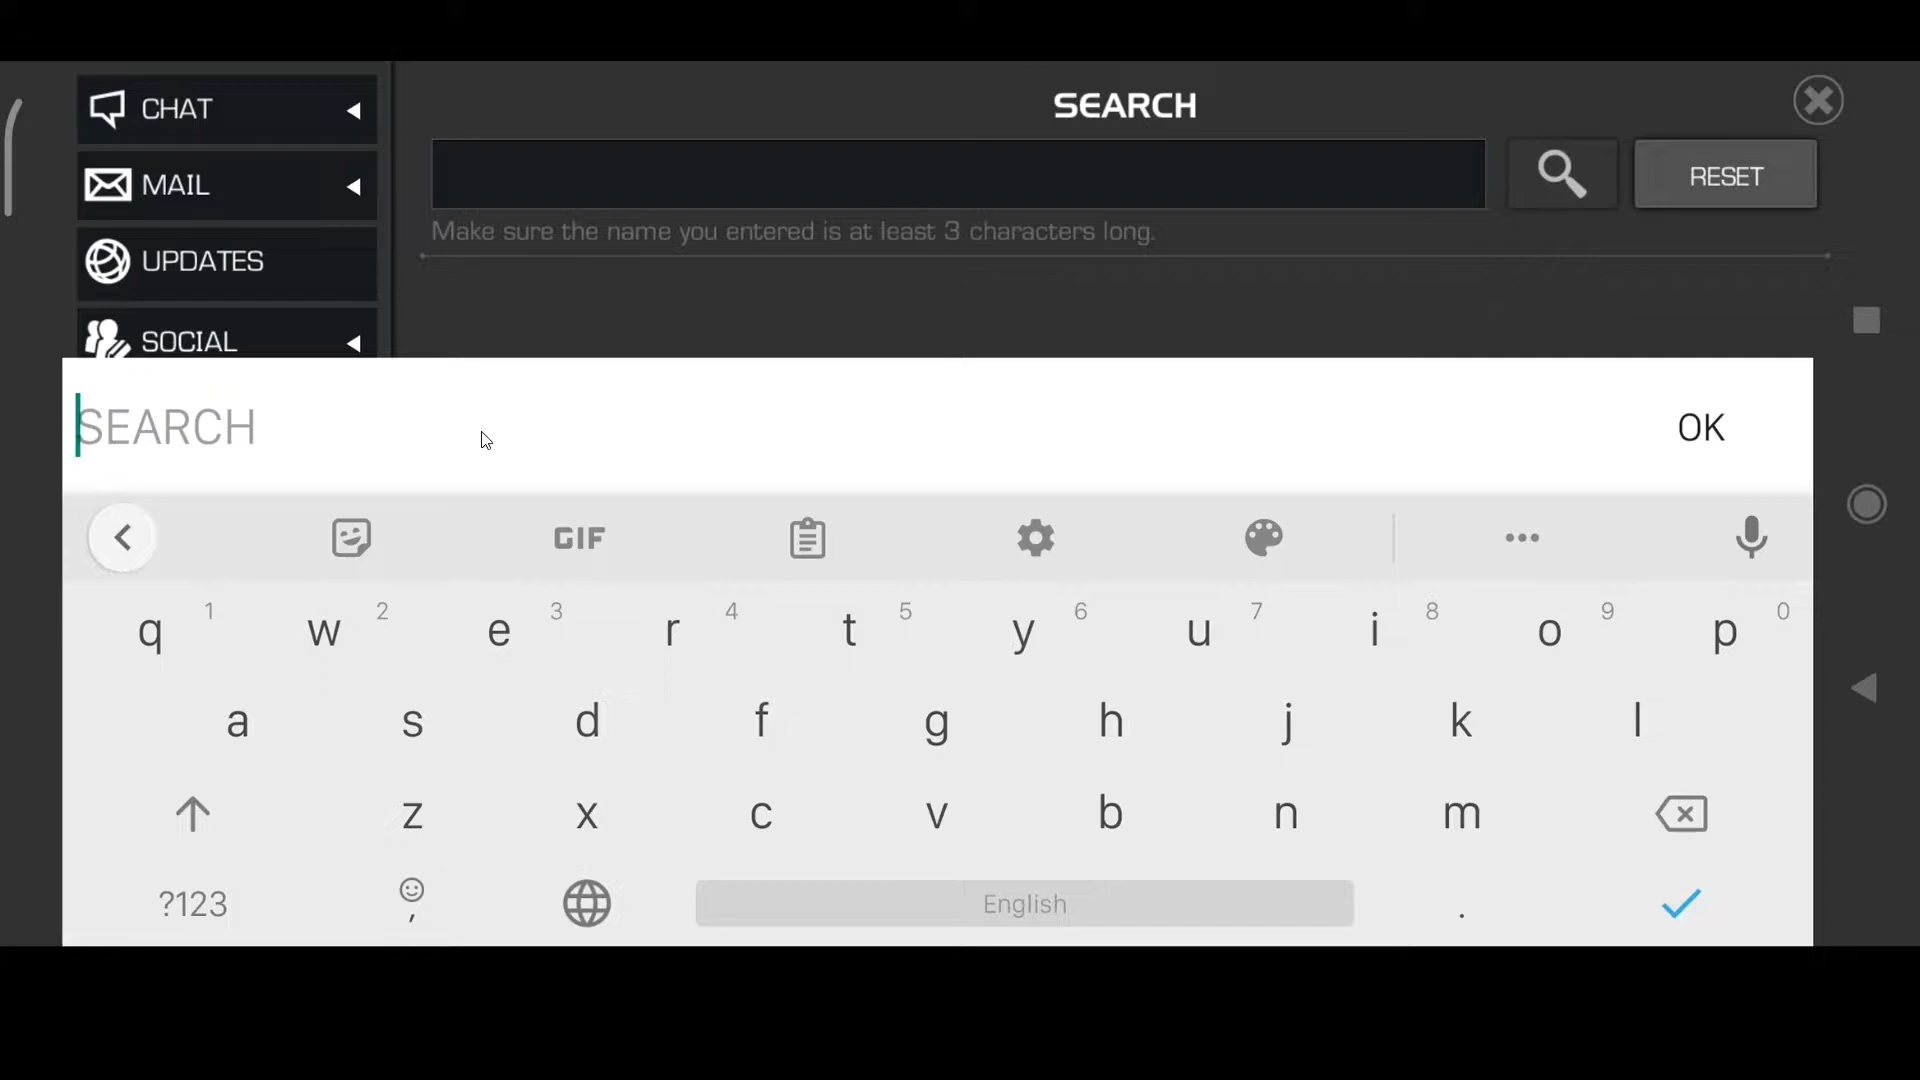 CHAT
MAIL
UPDATES
SOCIAL
SEARCH
RESET
Make sure the name you entered is at least 3 characters long.
SEARCH
OK
GIF
q 1 w 2 e 3 r 4 t 5 y 6 u 7 i 8 o 9 p 0
a s d f g h j k l
z x c v b n m
?123 , English .